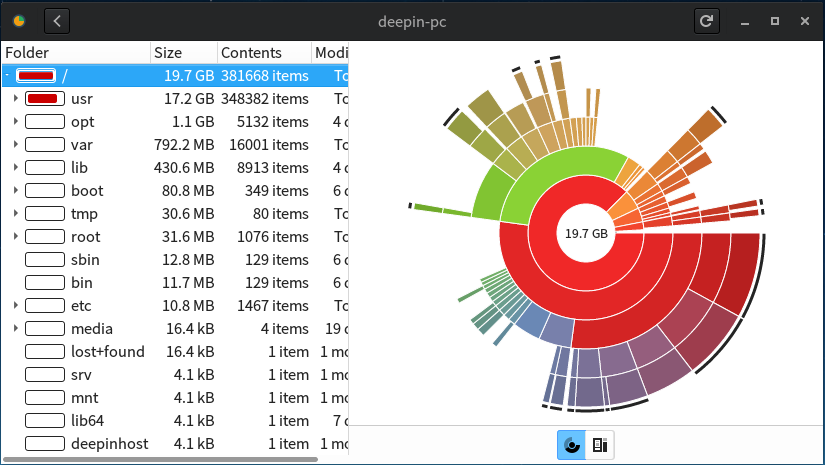 deepin-pc
Folder Size Contents Modi
/ 19.7 GB 381668 items To
usr 17.2 GB 348382 items To
opt 1.1 GB 5132 items 4 d
var 792.2 MB 16001 items To
lib 430.6 MB 8913 items 4 d
boot 80.8 MB 349 items 6 d
tmp 30.6 MB 80 items To
root 31.6 MB 1076 items To
sbin 12.8 MB 129 items 6 d
bin 11.7 MB 129 items 6 d
etc 10.8 MB 1467 items To
media 16.4 kB 4 items 19 d
lost+found 16.4 kB 1 item 1 mo
srv 4.1 kB 1 item 1 mo
mnt 4.1 kB 1 item 1 mo
lib64 4.1 kB 1 item 7 d
deepinhost 4.1 kB 1 item 1 mo
19.7 GB